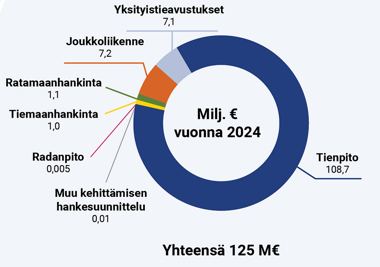 Yksityistieavustukset
7,1
Joukkoliikenne
7,2
Ratamaanhankinta
1,1
Tiemaanhankinta
1,0
Radanpito
0,005
Muu kehittämisen
hankesuunnittelu
0,01
Milj. €
vuonna 2024
Tienpito
108,7
Yhteensä 125 M€